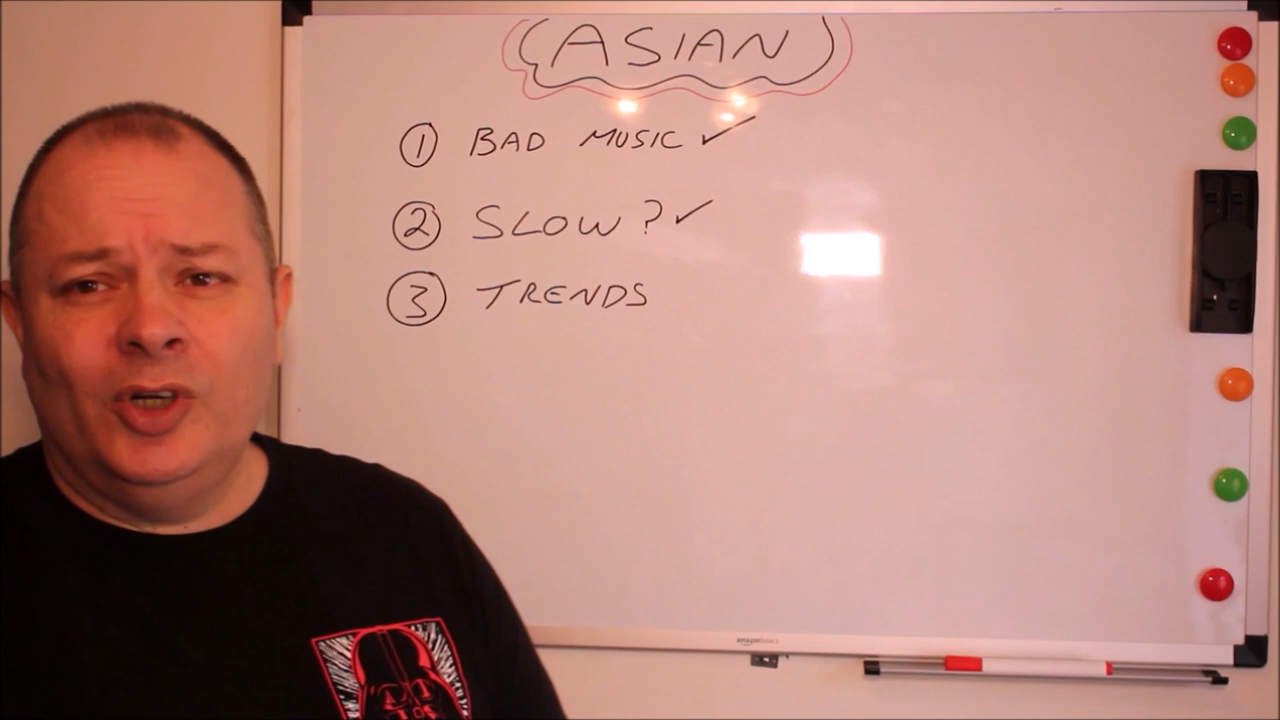 (ASIAN)
① BAD MUSIC ✓
② SLOW? ✓
③ TRENDS
amazonbasics